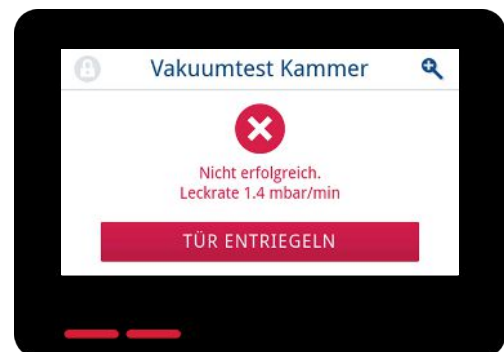 Vakuumtest Kammer
Nicht erfolgreich.
Leckrate 1.4 mbar/min
TÜR ENTRIEGELN